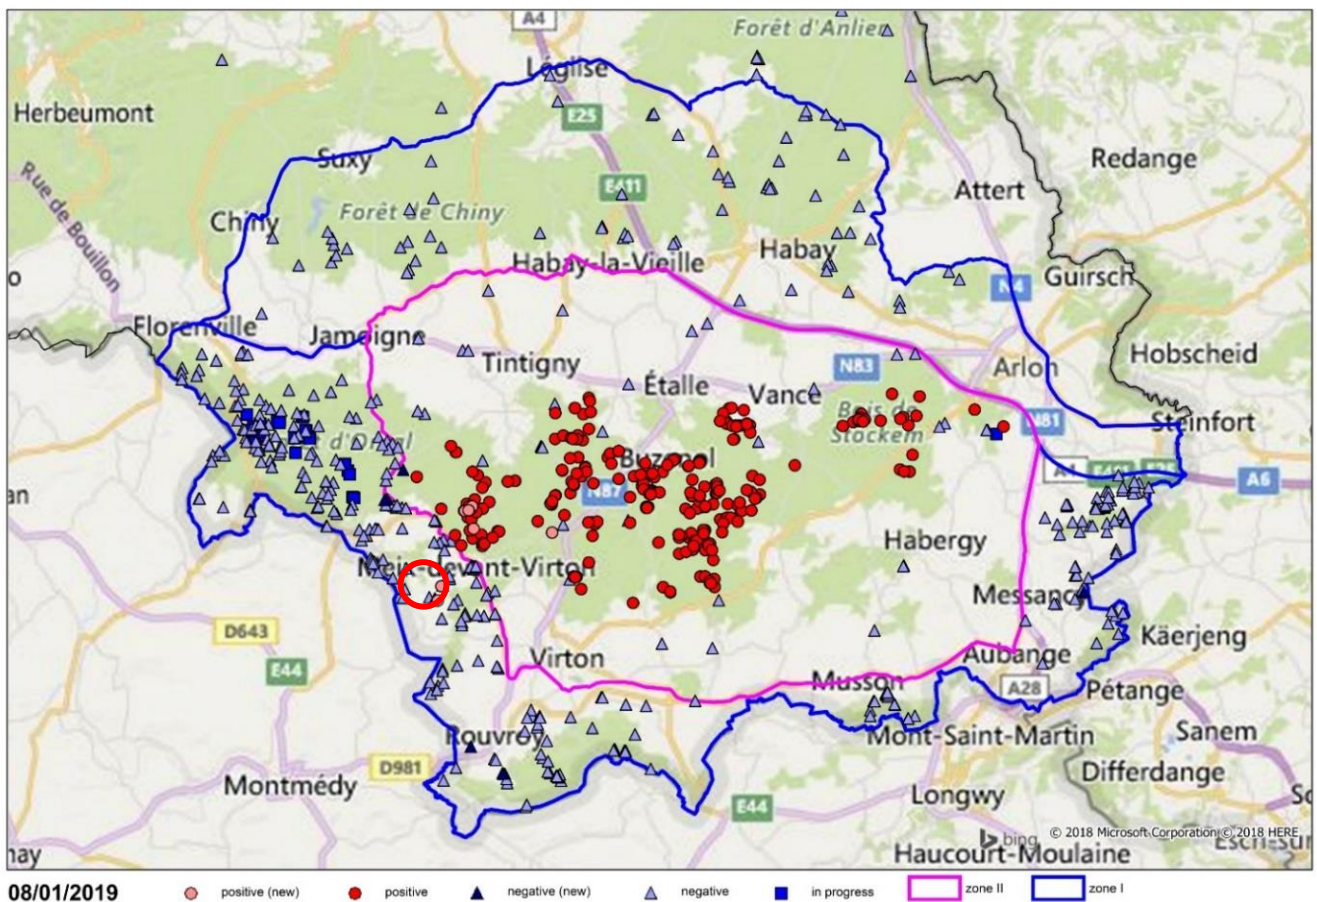 A4
Forêt d'Anlier
Léglise
Herbeumont
E25
Suxy
Redange
E411
Attert
Rue de Bouillon
Chiny
Forêt de Chiny
Habay
Habay-la-Vieille
Guirsch
N4
Florenville
Jamoigne
Hobscheid
Tintigny
N83
Arlon
Étalle
Vance
Bois de
Stockem
N81
Steinfort
d'Orval
Buzenol
A6
an
N87
Habergy
Meix-devant-Virton
Messancy
D643
Käerjeng
E44
Virton
Aubange
Musson
A28
Pétange
Rouvroy
Mont-Saint-Martin
Sanem
D981
Differdange
Montmédy
Longwy
E44
© 2018 Microsoft Corporation © 2018 HERE
bing
Haucourt-Moulaine
nay
08/01/2019 positive (new) positive negative (new) negative in progress zone II zone I